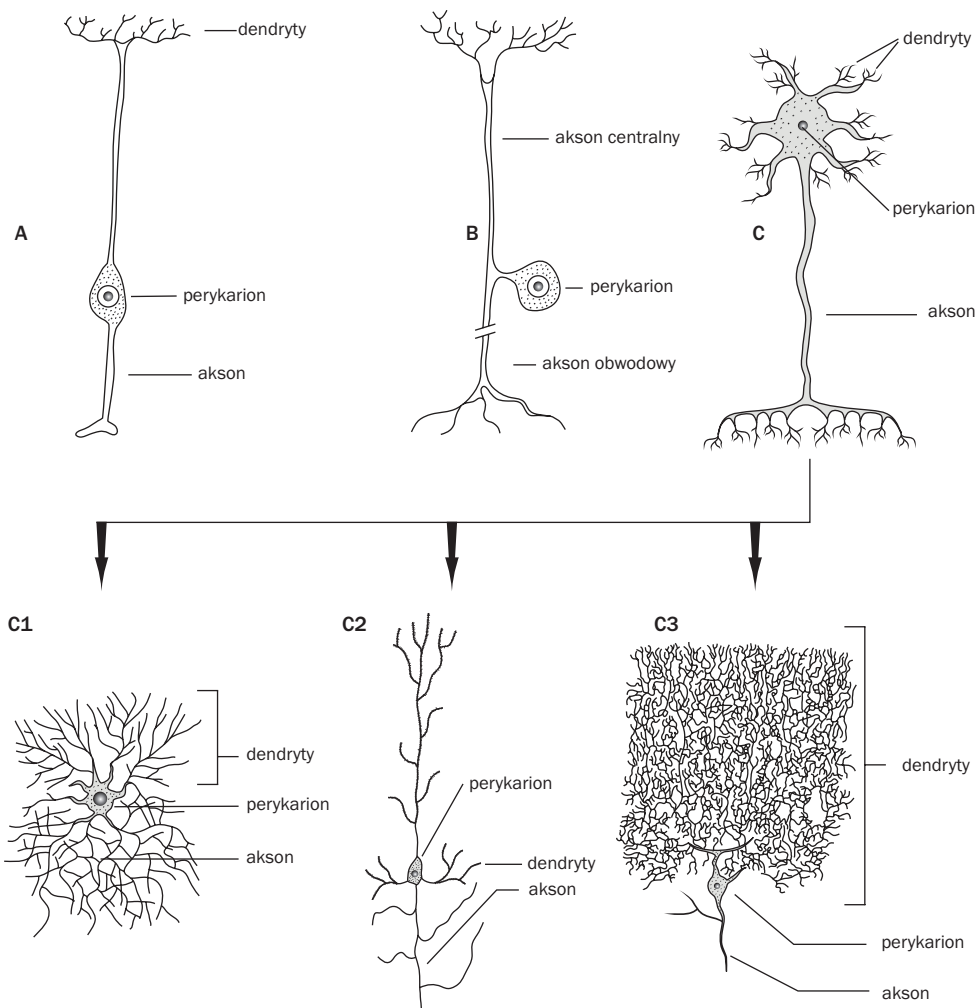 dendryty
dendryty
akson centralny
perykarion
A
B
C
perykarion
perykarion
akson
akson obwodowy
akson
C1
C2
C3
dendryty
dendryty
perykarion
perykarion
akson
dendryty
akson
perykarion
akson